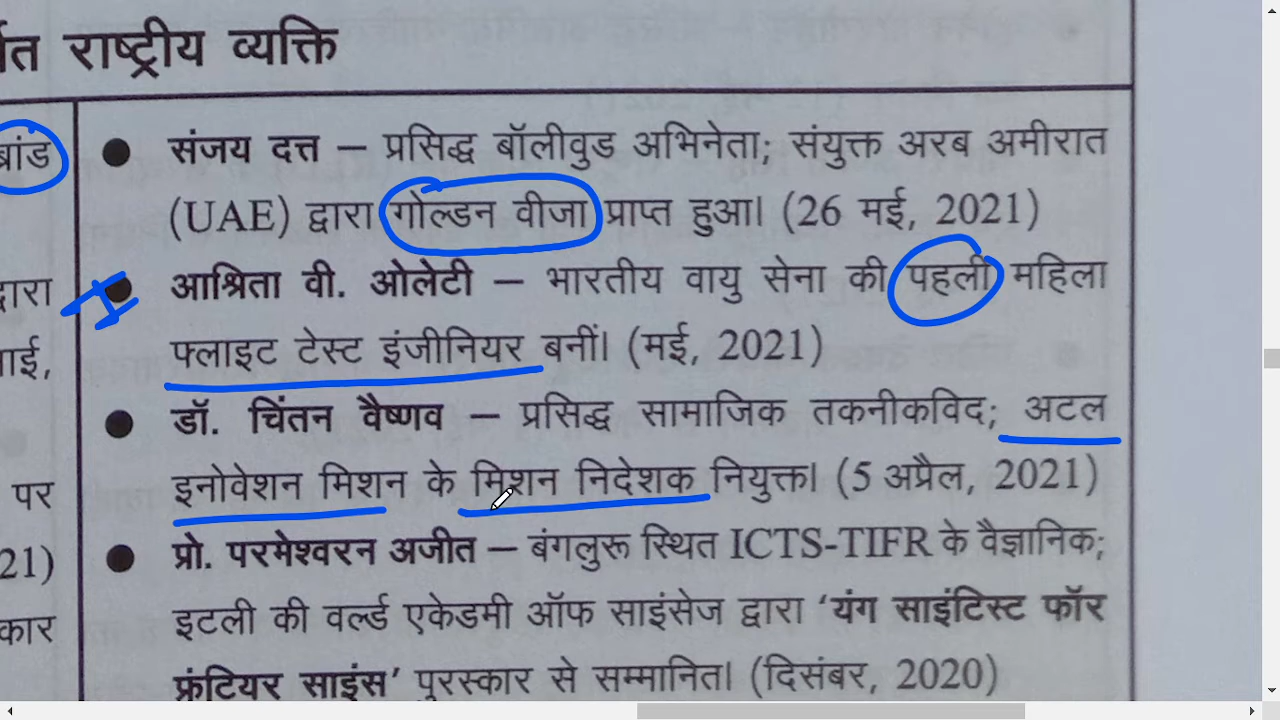 राष्ट्रीय व्यक्ति
ब्रांड
● संजय दत्त – प्रसिद्ध बॉलीवुड अभिनेता; संयुक्त अरब अमीरात
(UAE) द्वारा गोल्डन वीजा प्राप्त हुआ। (26 मई, 2021)
● आश्रिता वी. ओलेटी – भारतीय वायु सेना की पहली महिला
फ्लाइट टेस्ट इंजीनियर बनीं। (मई, 2021)
● डॉ. चिंतन वैष्णव – प्रसिद्ध सामाजिक तकनीकविद; अटल
इनोवेशन मिशन के मिशन निदेशक नियुक्त। (5 अप्रैल, 2021)
● प्रो. परमेश्वरन अजीत – बंगलुरू स्थित ICTS-TIFR के वैज्ञानिक;
इटली की वर्ल्ड एकेडमी ऑफ साइंसेज द्वारा ‘यंग साइंटिस्ट फॉर
फ्रंटियर साइंस’ पुरस्कार से सम्मानित। (दिसंबर, 2020)
पर
21)